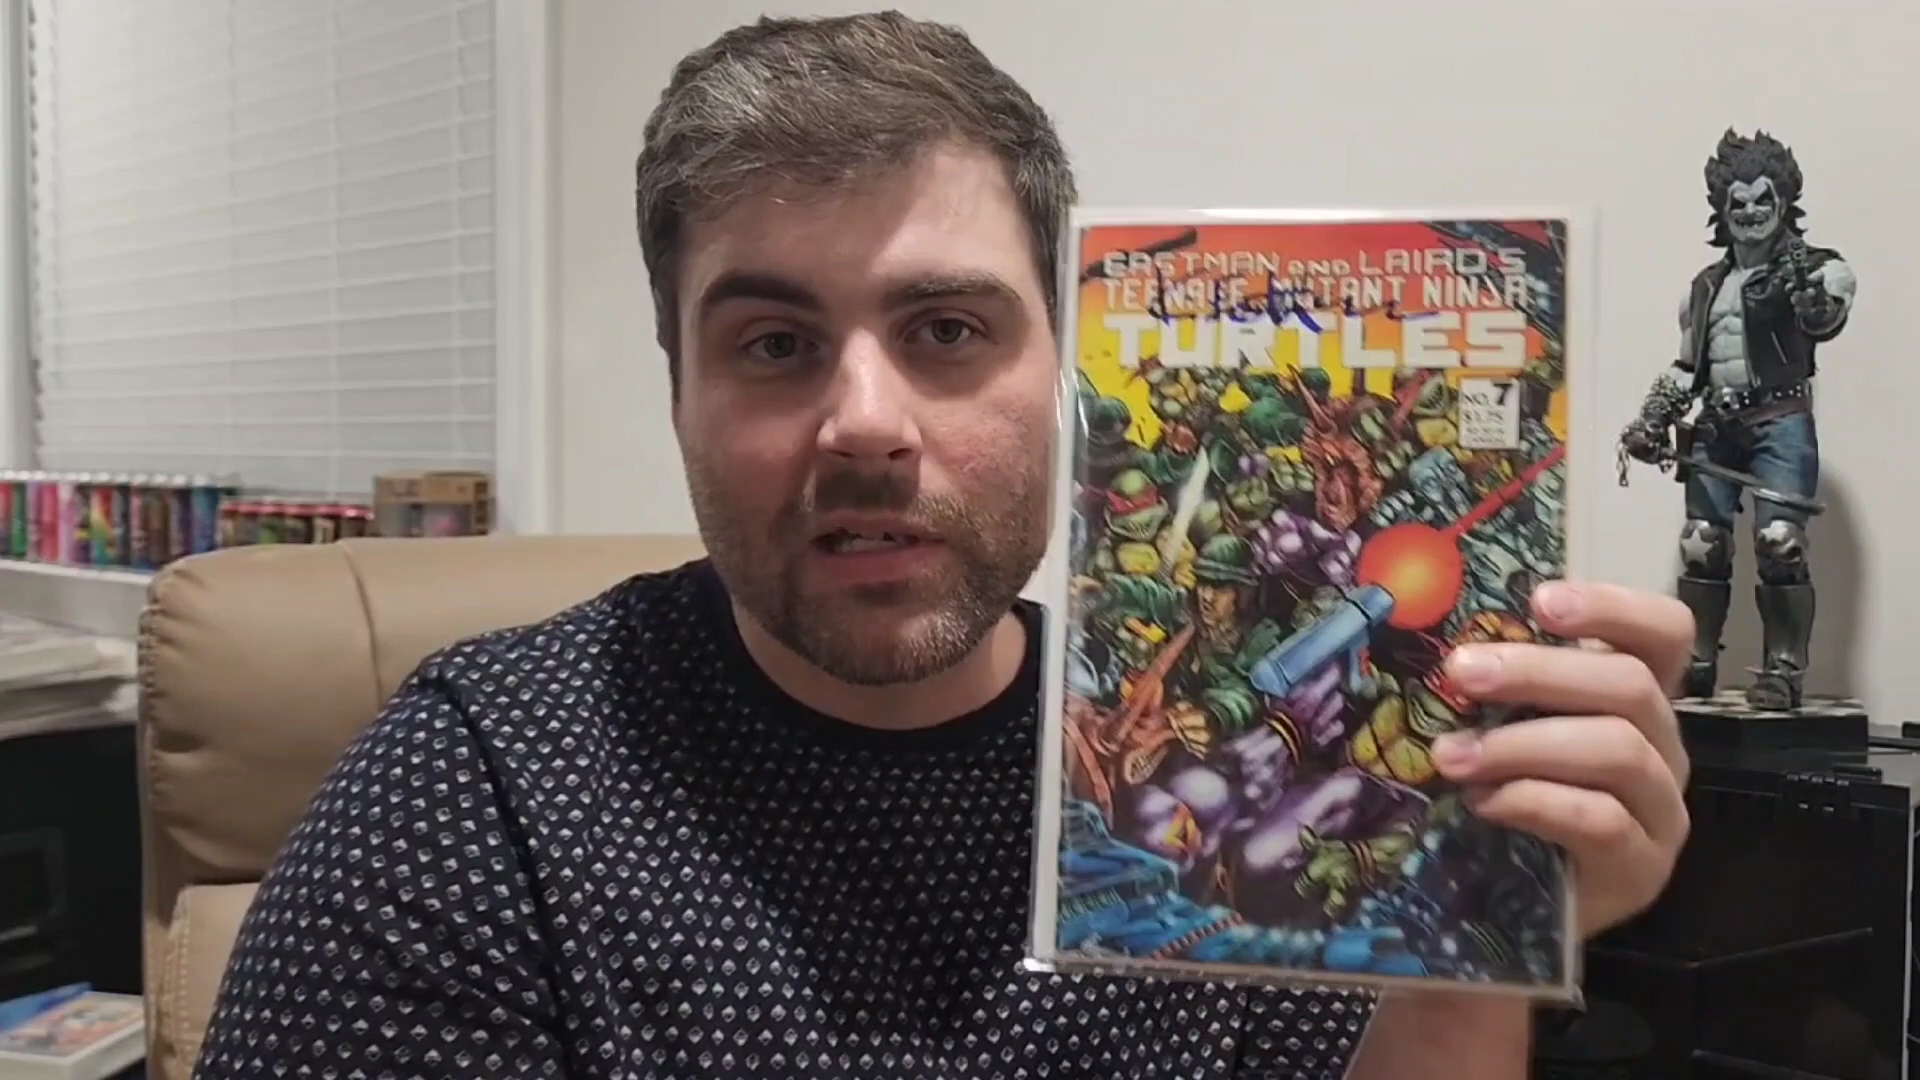 EASTMAN AND LAIRD'S
TEENAGE MUTANT NINJA
TURTLES
NO. 7
$1.75